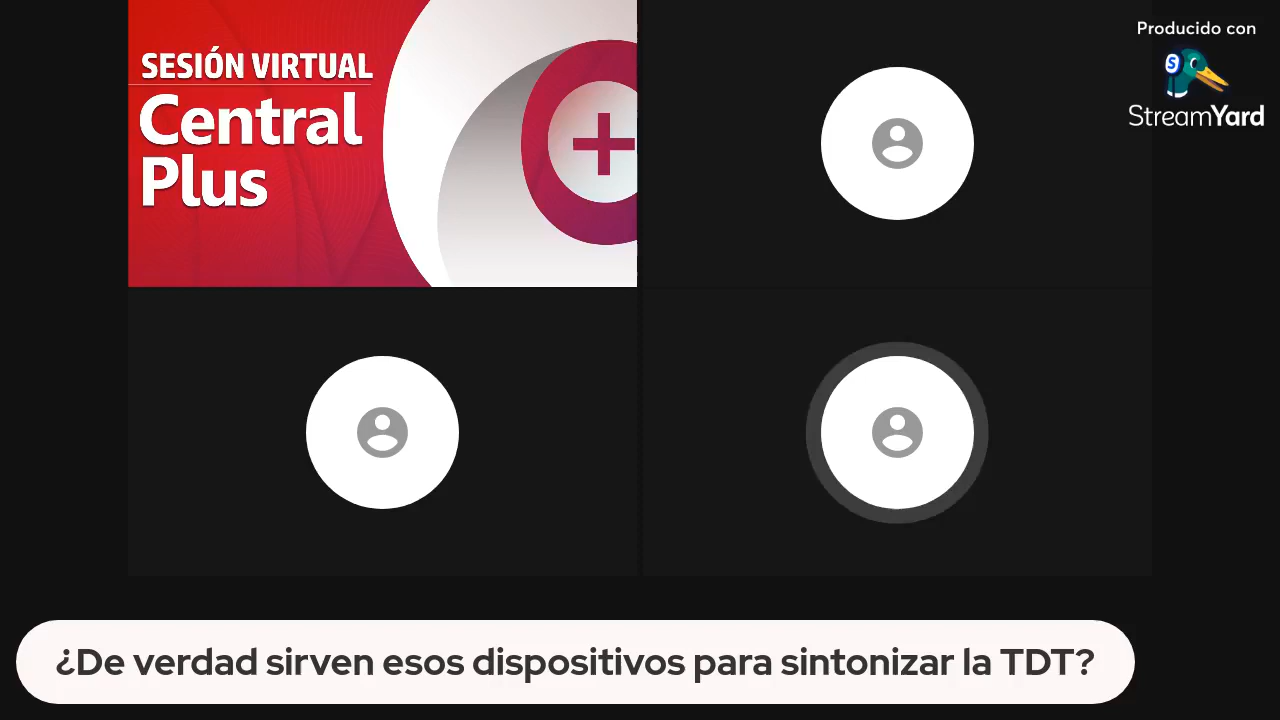 SESIÓN VIRTUAL
Central
Plus
Producido con
S
StreamYard
¿De verdad sirven esos dispositivos para sintonizar la TDT?